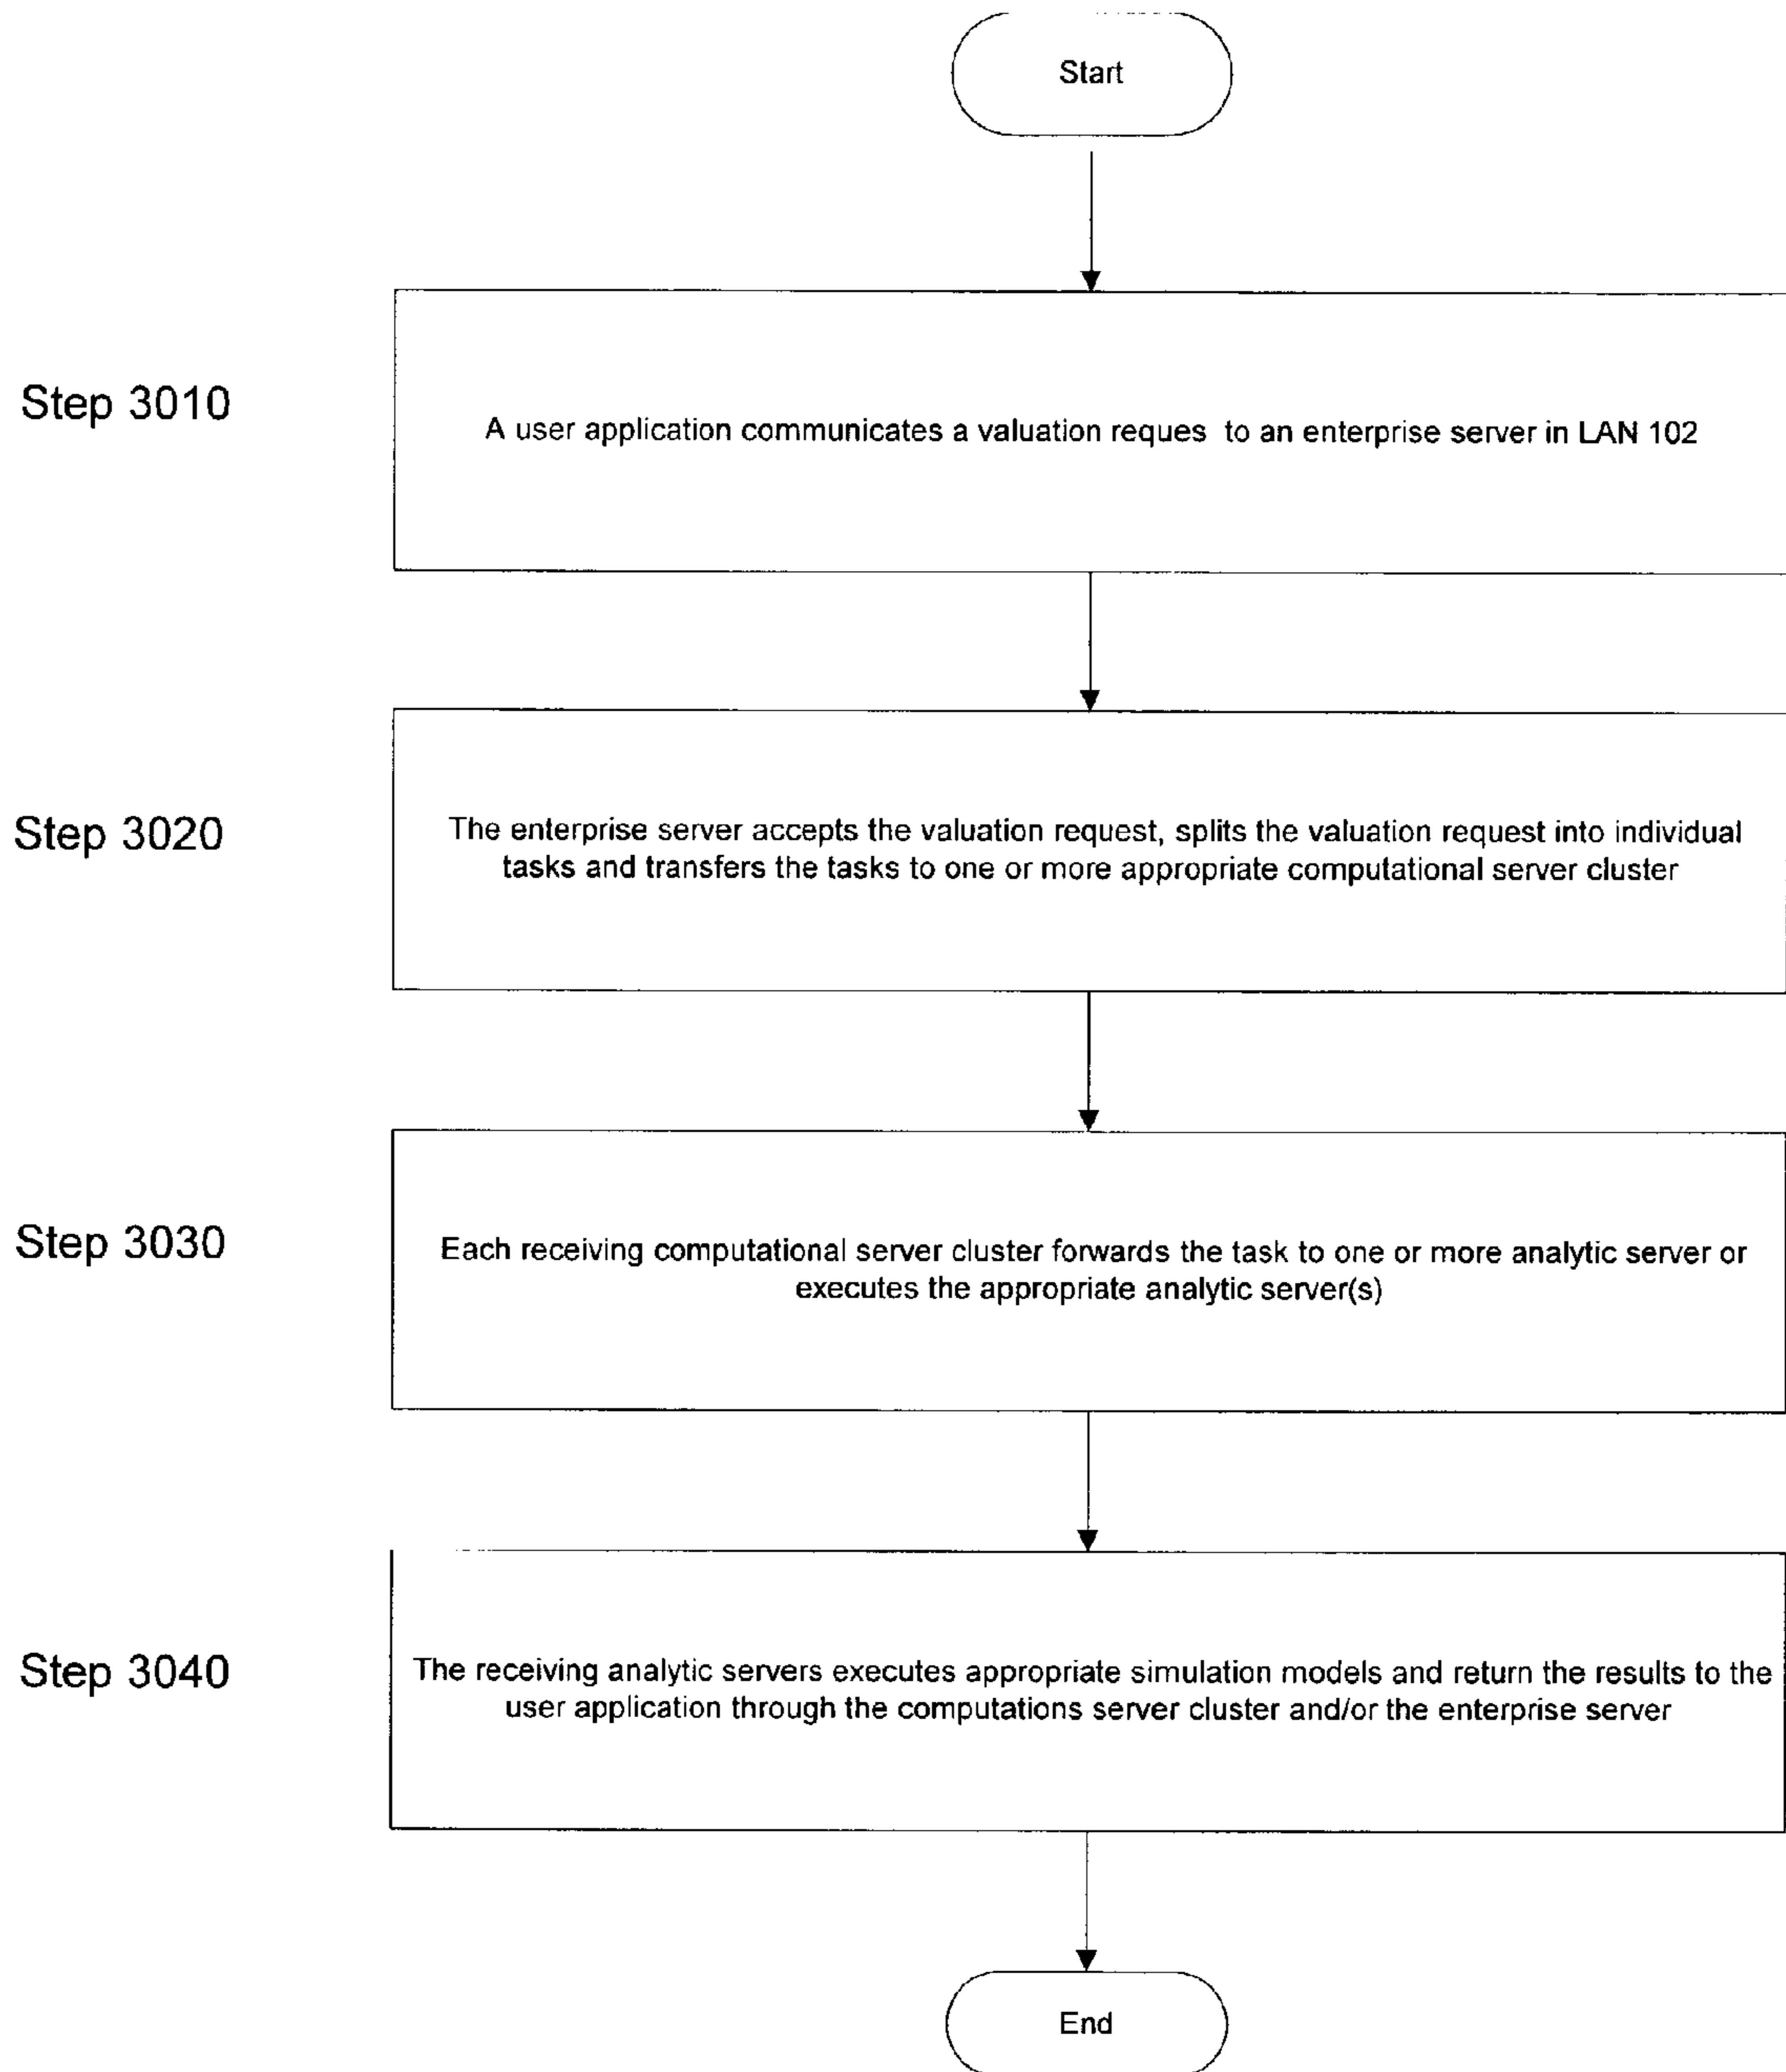 Start
Step 3010
A user application communicates a valuation reques to an enterprise server in LAN 102
Step 3020
The enterprise server accepts the valuation request, splits the valuation request into individual
tasks and transfers the tasks to one or more appropriate computational server cluster
Step 3030
Each receiving computational server cluster forwards the task to one or more analytic server or
executes the appropriate analytic server(s)
Step 3040
The receiving analytic servers executes appropriate simulation models and return the results to the
user application through the computations server cluster and/or the enterprise server
End